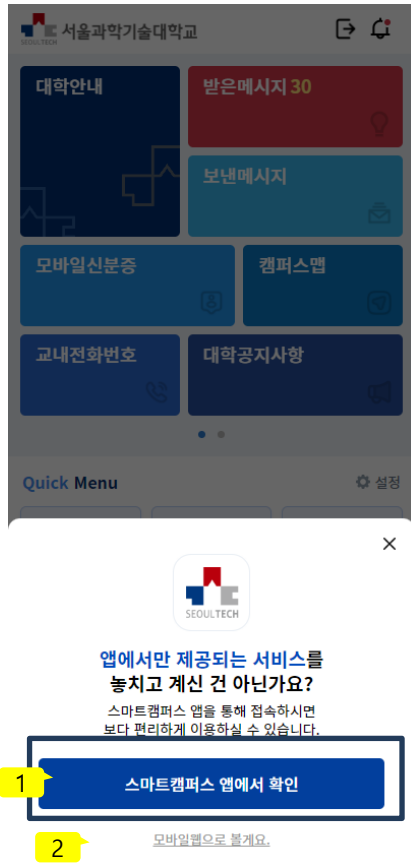 SEOULTECH 서울과학기술대학교
대학안내
받은메시지 30
보낸메시지
모바일신분증
캠퍼스맵
교내전화번호
대학공지사항
Quick Menu
설정
SEOULTECH
앱에서만 제공되는 서비스를
놓치고 계신 건 아닌가요?
스마트캠퍼스 앱을 통해 접속하시면
보다 편리하게 이용하실 수 있습니다.
1
스마트캠퍼스 앱에서 확인
2
모바일웹으로 볼게요.